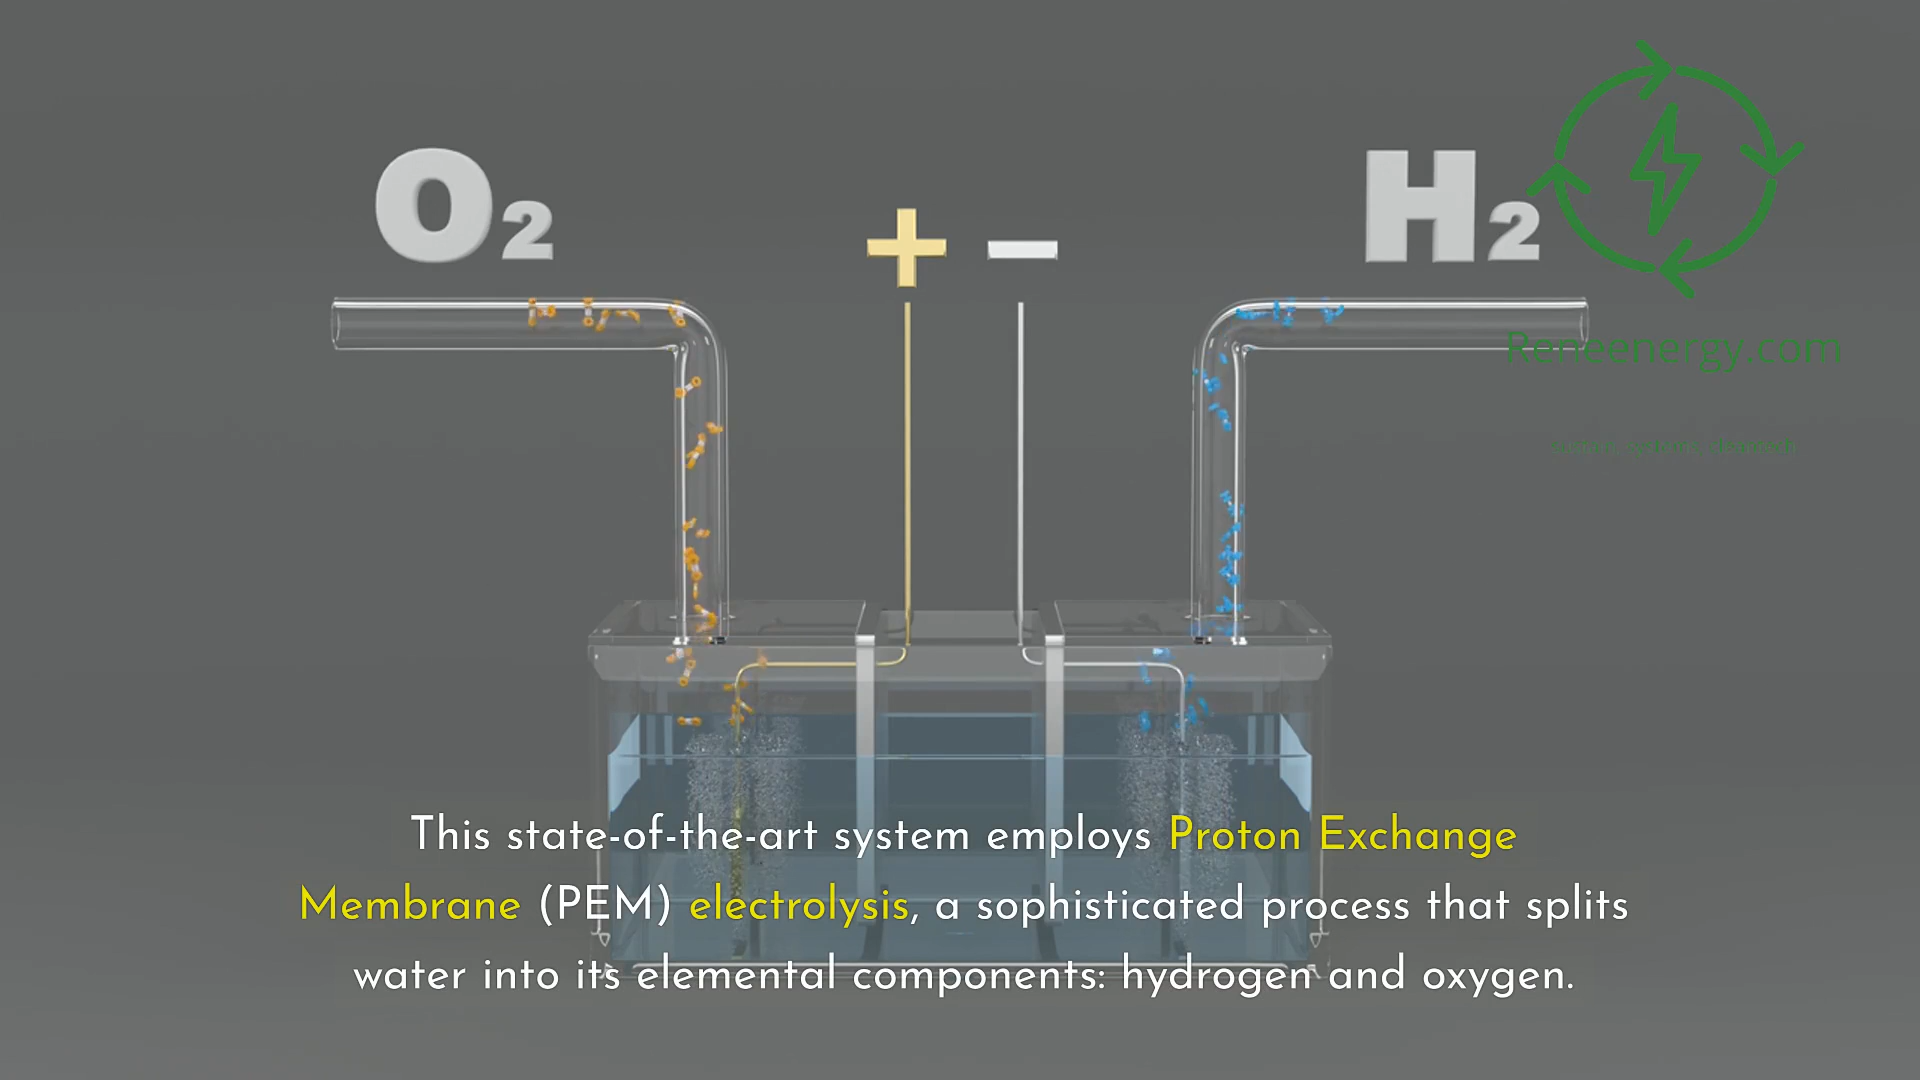 O2
+ −
H2
Reneenergy.com
This state-of-the-art system employs Proton Exchange
Membrane (PEM) electrolysis, a sophisticated process that splits
water into its elemental components: hydrogen and oxygen.